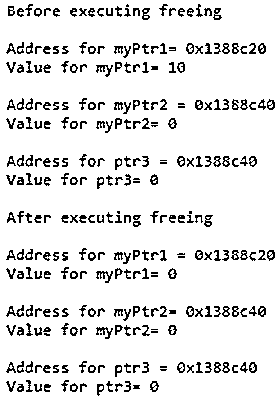 Before executing freeing
Address for myPtr1= 0x1388c20
Value for myPtr1= 10
Address for myPtr2 = 0x1388c40
Value for myPtr2= 0
Address for ptr3 = 0x1388c40
Value for ptr3= 0
After executing freeing
Address for myPtr1 = 0x1388c20
Value for myPtr1= 0
Address for myPtr2= 0x1388c40
Value for myPtr2= 0
Address for ptr3 = 0x1388c40
Value for ptr3= 0